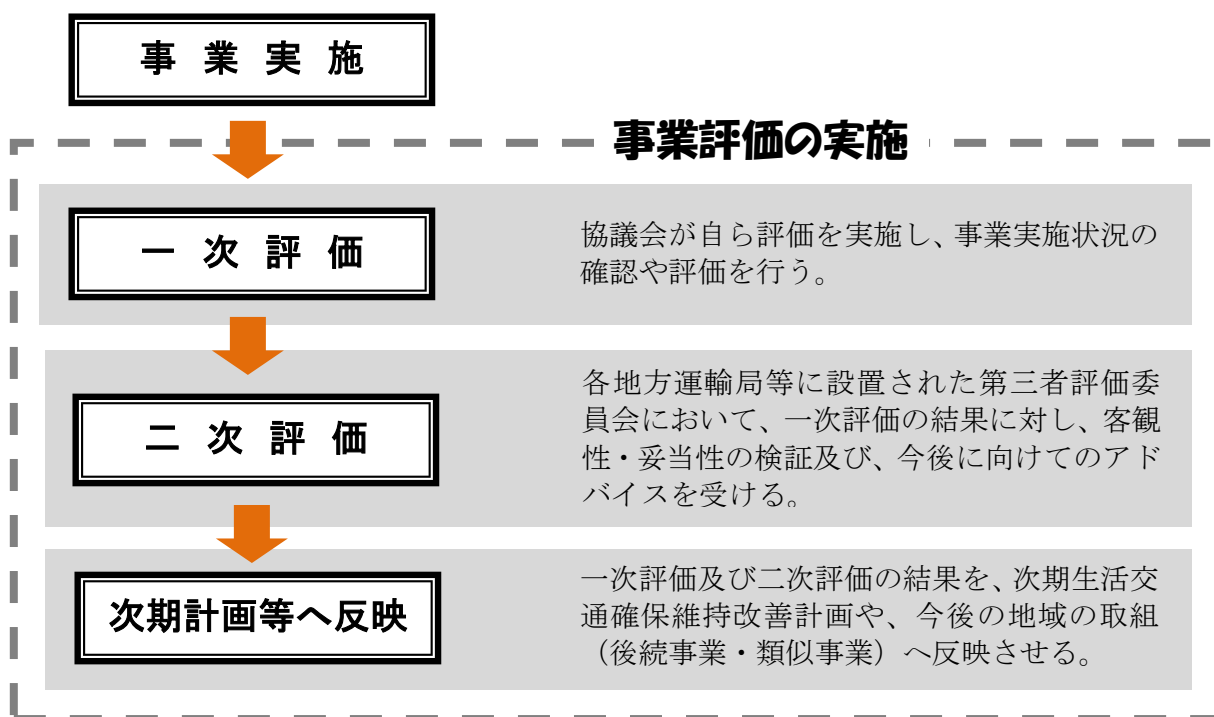 事業実施
事業評価の実施
一次評価
協議会が自ら評価を実施し、事業実施状況の
確認や評価を行う。
二次評価
各地方運輸局等に設置された第三者評価委
員会において、一次評価の結果に対し、客観
性・妥当性の検証及び、今後に向けてのアド
バイスを受ける。
次期計画等へ反映
一次評価及び二次評価の結果を、次期生活交
通確保維持改善計画や、今後の地域の取組
（後続事業・類似事業）へ反映させる。